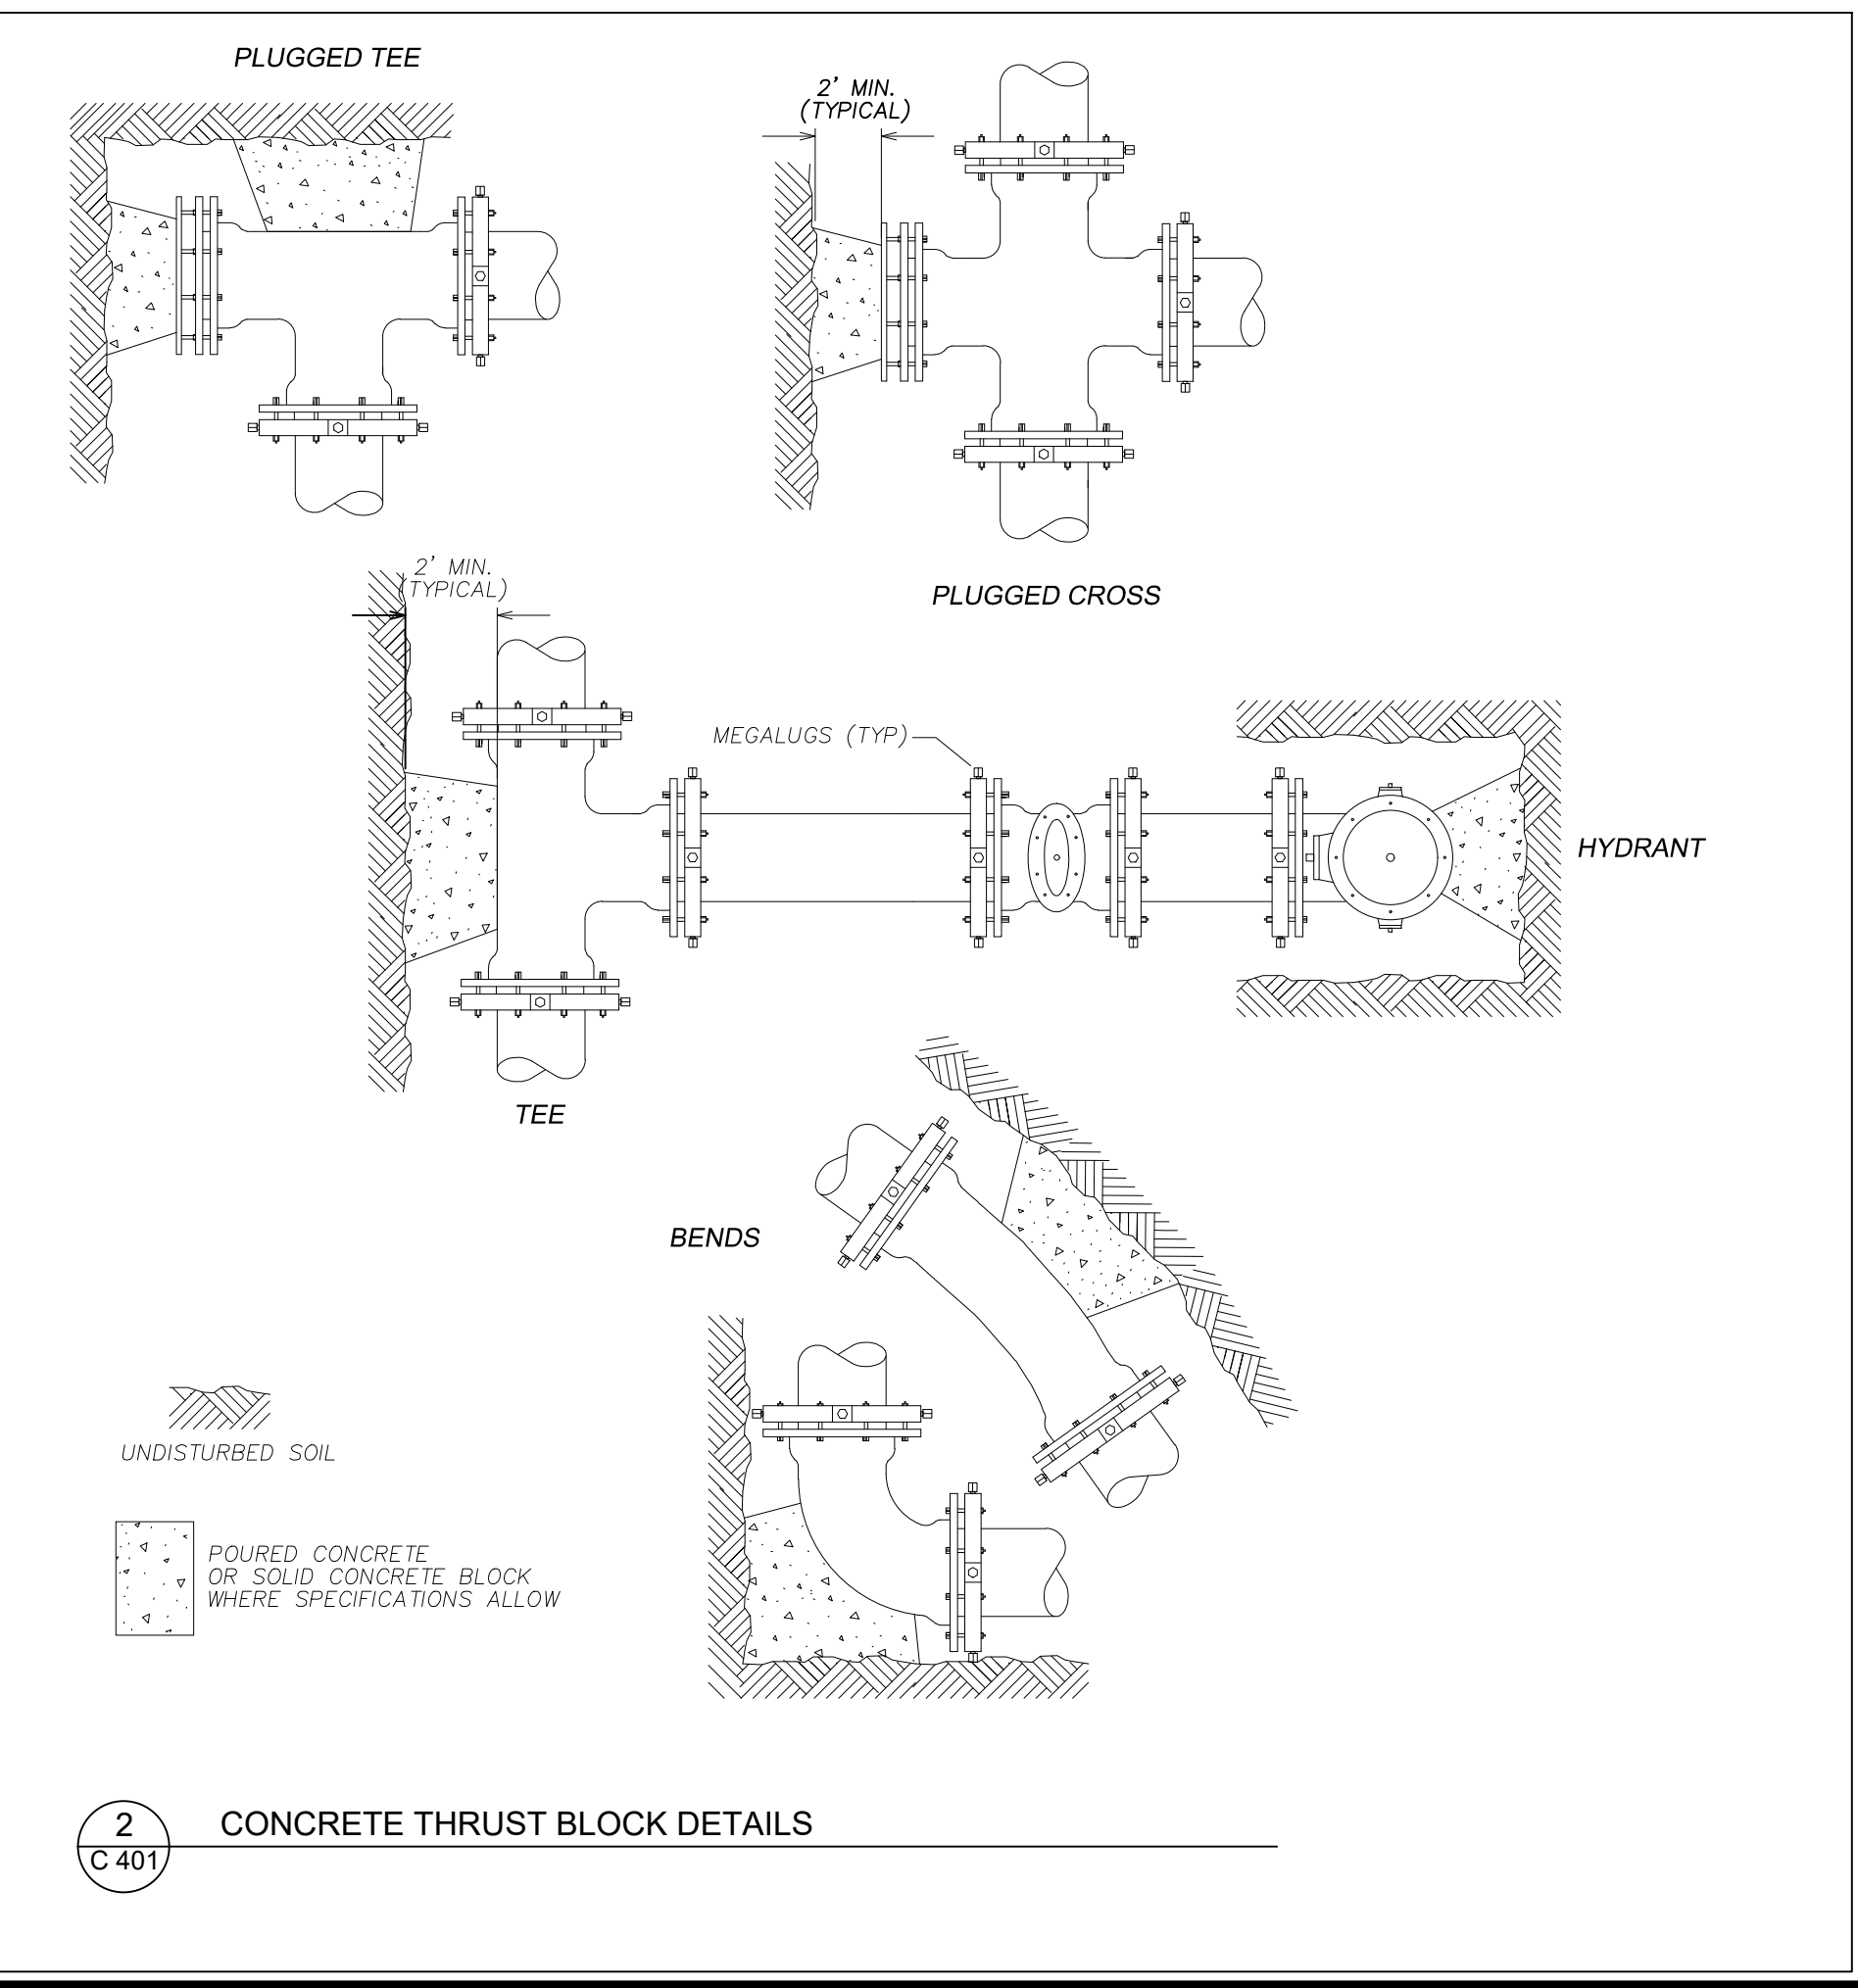 PLUGGED TEE
2' MIN.
(TYPICAL)
2' MIN.
(TYPICAL)
PLUGGED CROSS
MEGALUGS (TYP)
HYDRANT
TEE
BENDS
UNDISTURBED SOIL
POURED CONCRETE
OR SOLID CONCRETE BLOCK
WHERE SPECIFICATIONS ALLOW
2
C 401
CONCRETE THRUST BLOCK DETAILS